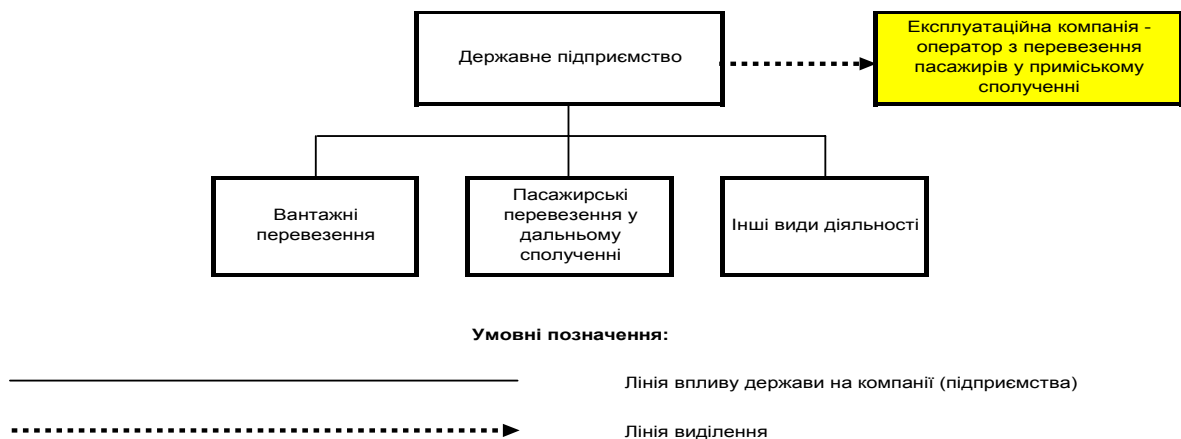 Державне підприємство
Експлуатаційна компанія -
оператор з перевезення
пасажирів у приміському
сполученні
Вантажні
перевезення
Пасажирські
перевезення у
дальньому
сполученні
Інші види діяльності
Умовні позначення:
Лінія впливу держави на компанії (підприємства)
Лінія виділення